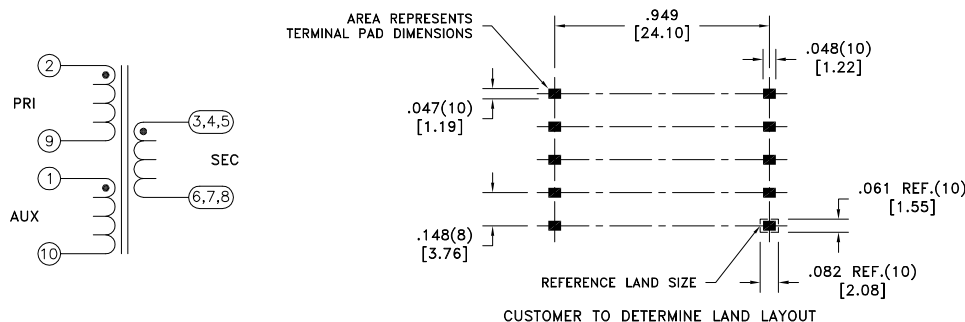 2
PRI
9
1
AUX
10
3,4,5
SEC
6,7,8
AREA REPRESENTS
TERMINAL PAD DIMENSIONS
.949
[24.10]
.048(10)
[1.22]
.047(10)
[1.19]
.061 REF.(10)
[1.55]
.148(8)
[3.76]
REFERENCE LAND SIZE
.082 REF.(10)
[2.08]
CUSTOMER TO DETERMINE LAND LAYOUT